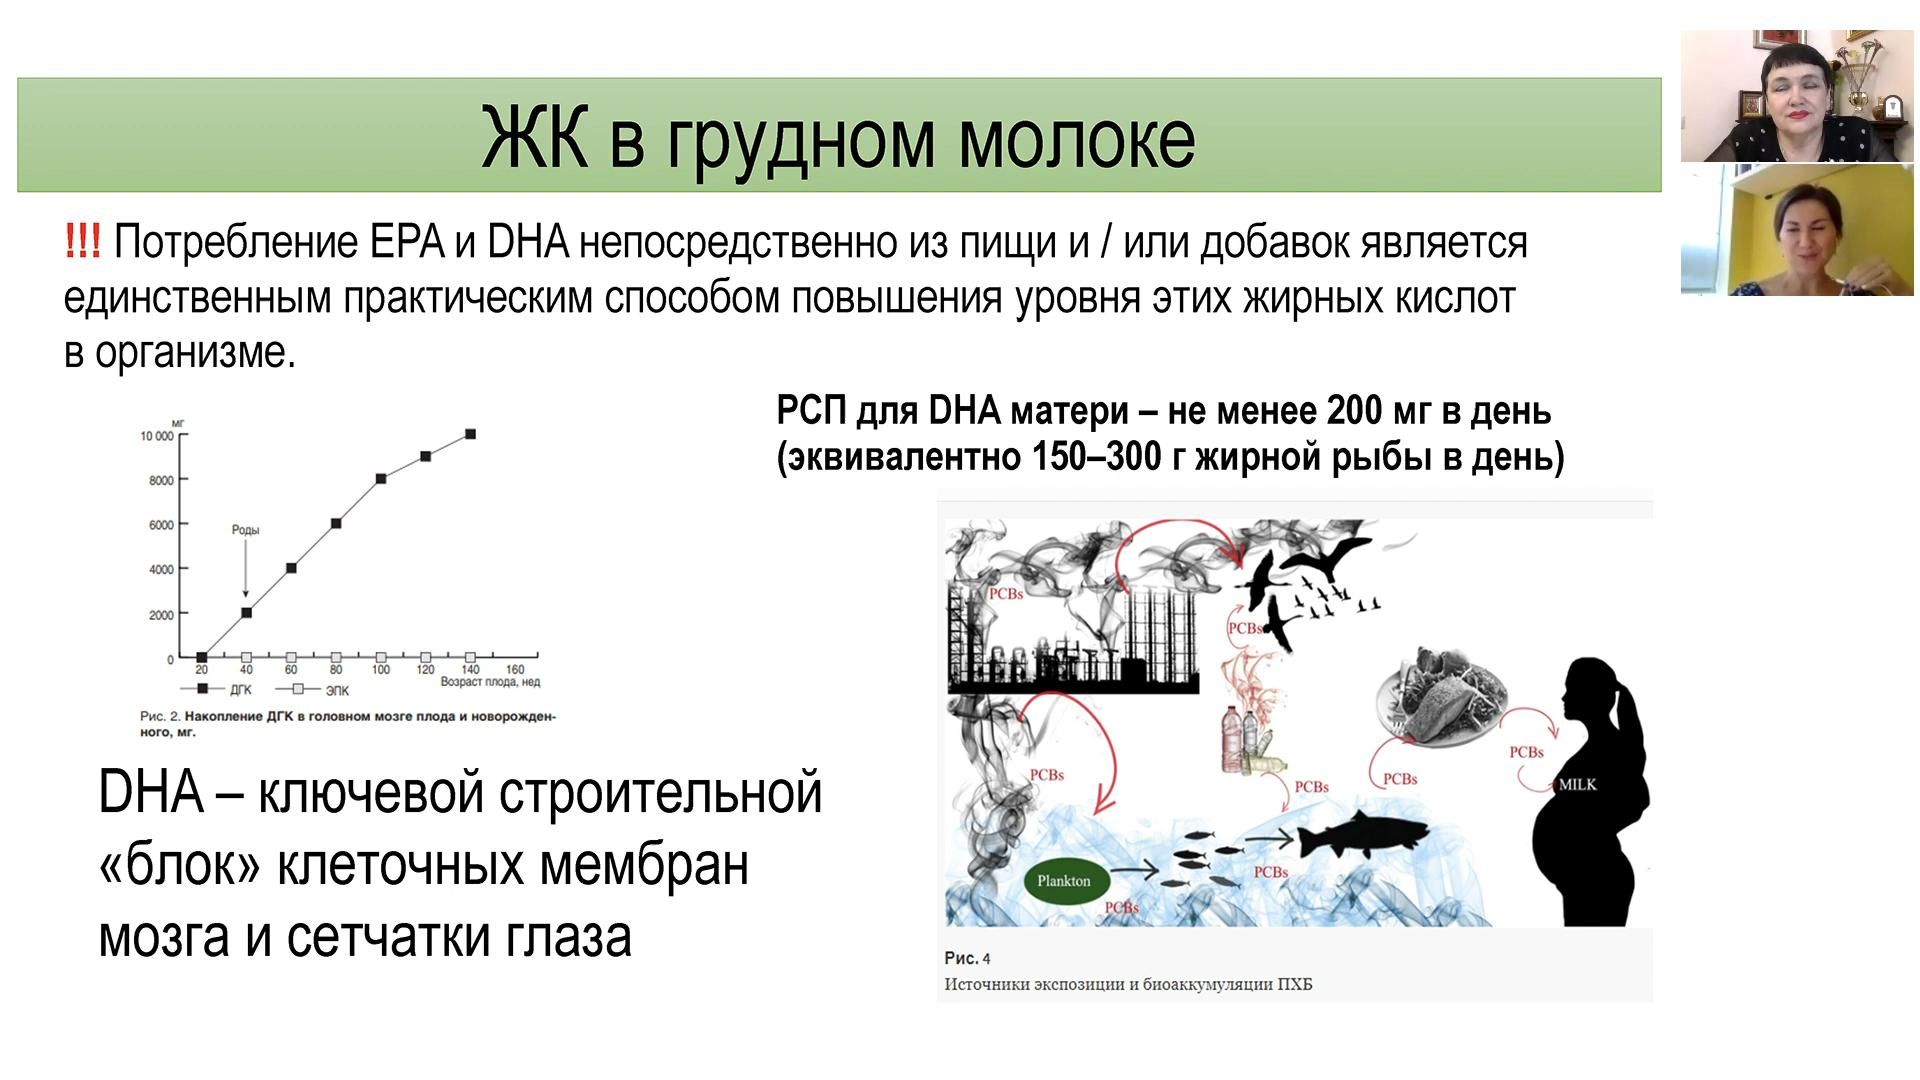 ЖК в грудном молоке
!!! Потребление EPA и DHA непосредственно из пищи и / или добавок является
единственным практическим способом повышения уровня этих жирных кислот
в организме.
РСП для DHA матери – не менее 200 мг в день
(эквивалентно 150–300 г жирной рыбы в день)
мг
10 000
8000
6000
4000
2000
0
Роды
20 40 60 80 100 120 140 160
Возраст плода, нед
ДГК ЭПК
Рис. 2. Накопление ДГК в головном мозге плода и новорожден-
ного, мг.
DHA – ключевой строительной
«блок» клеточных мембран
мозга и сетчатки глаза
PCBs
PCBs
PCBs
PCBs
PCBs
PCBs
MILK
PCBs
Plankton
PCBs
Рис. 4
Источники экспозиции и биоаккумуляции ПХБ